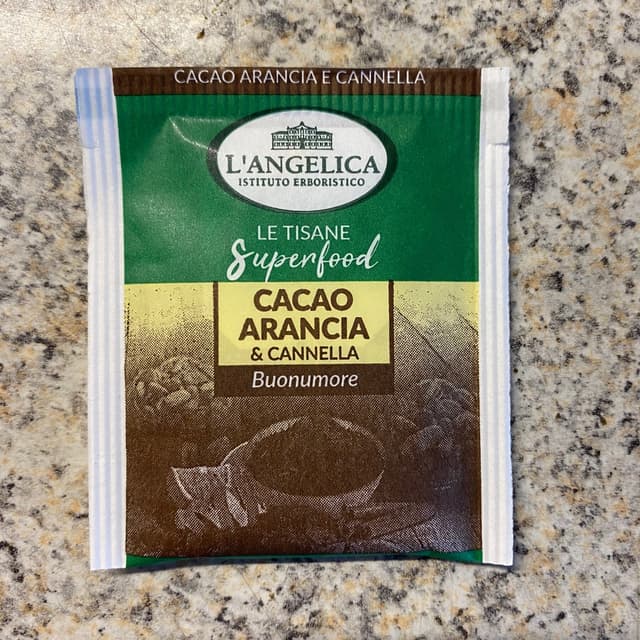 CACAO ARANCIA E CANNELLA
L'ANGELICA
ISTITUTO ERBORISTICO
LE TISANE
Superfood
CACAO
ARANCIA
& CANNELLA
Buonumore